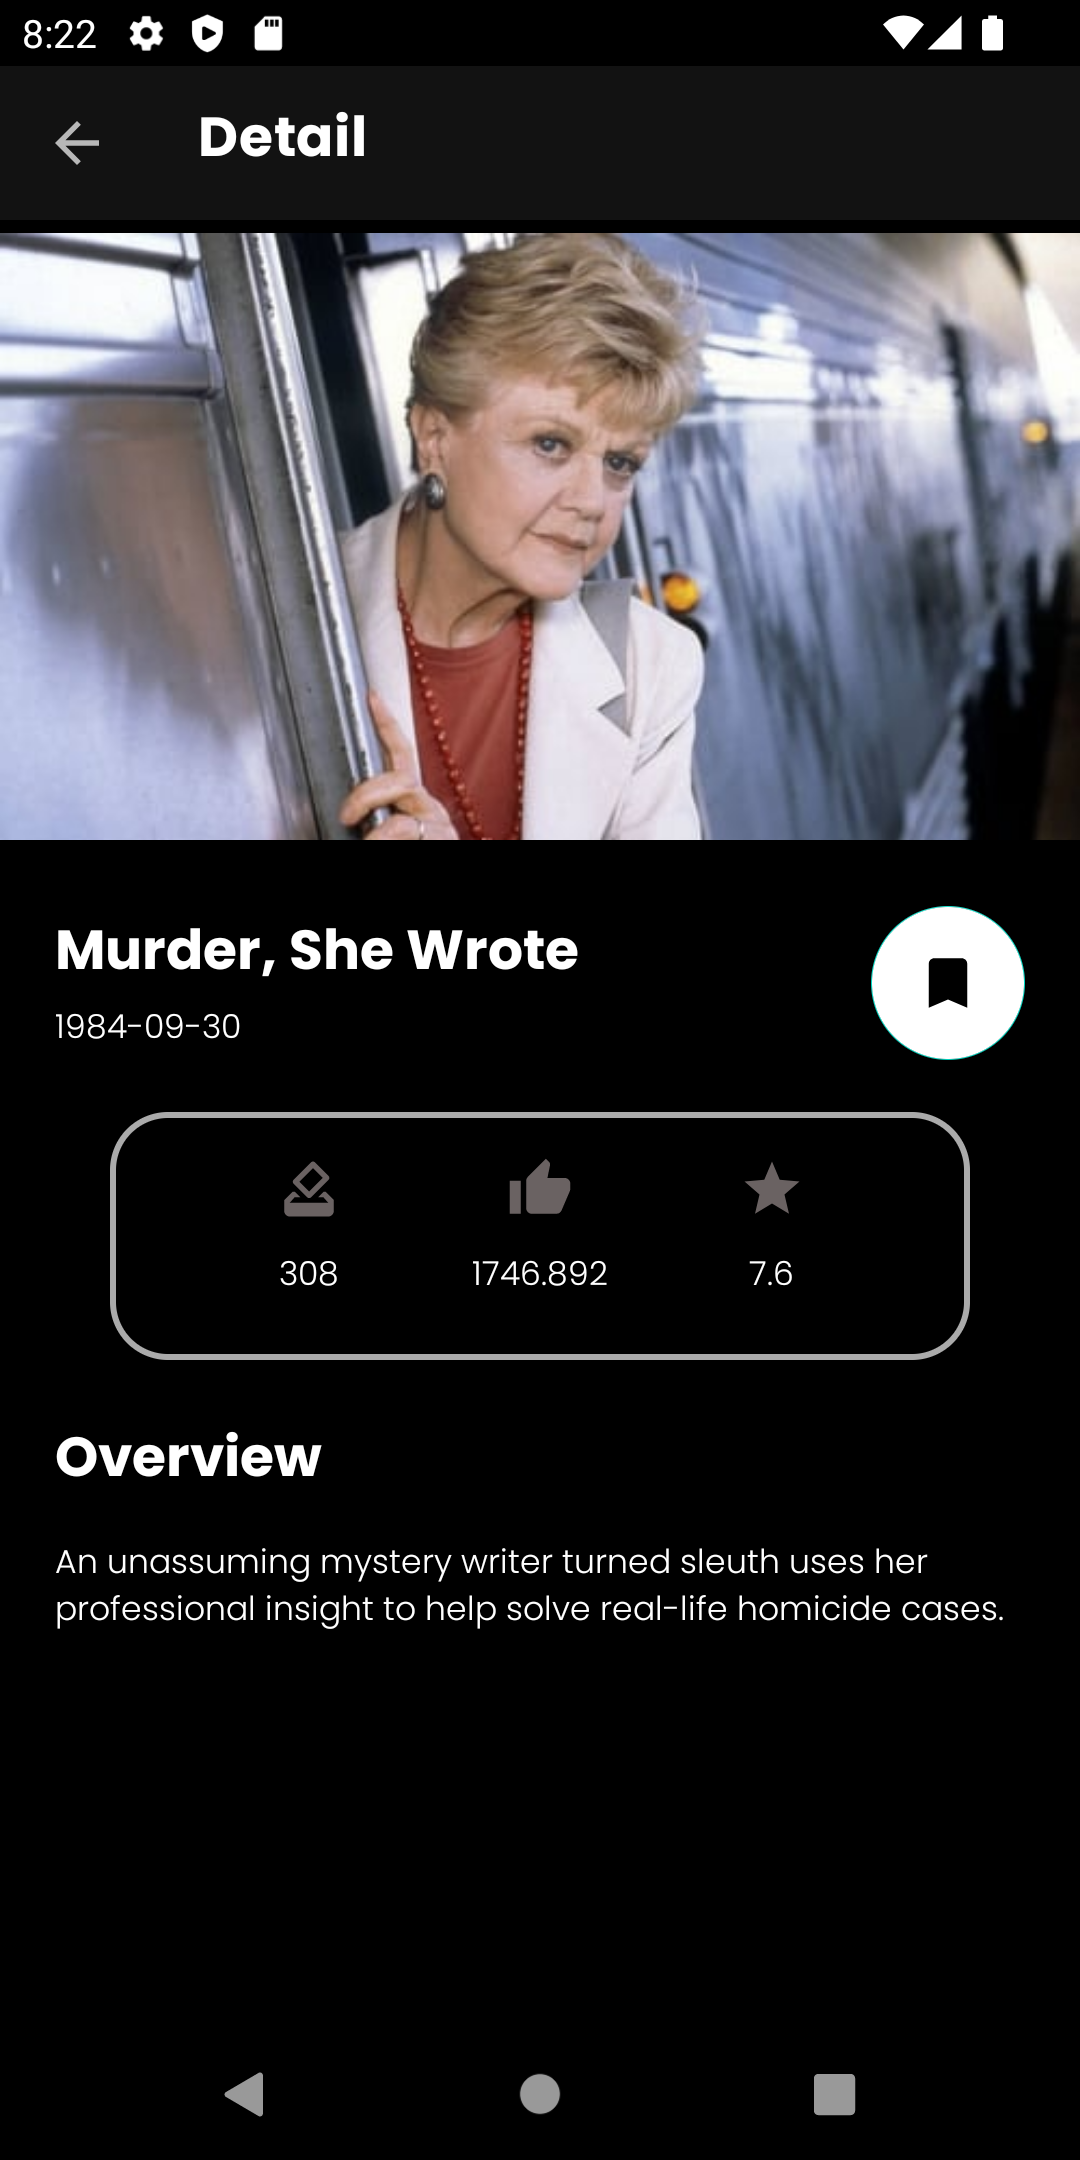 8:22
Detail
Murder, She Wrote
1984-09-30
308
1746.892
7.6
Overview
An unassuming mystery writer turned sleuth uses her
professional insight to help solve real-life homicide cases.